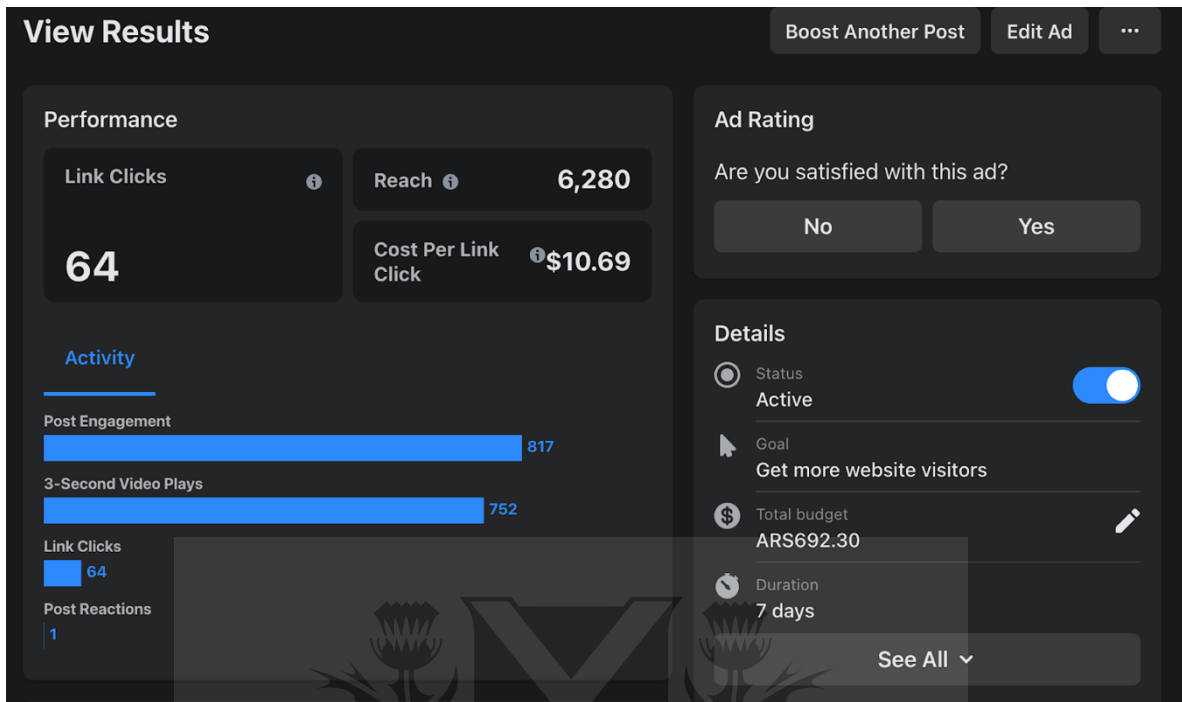 View Results
Boost Another Post
Edit Ad
...
Performance
Link Clicks
64
Reach
6,280
Cost Per Link
Click
$10.69
Activity
Post Engagement
817
3-Second Video Plays
752
Link Clicks
64
Post Reactions
1
Ad Rating
Are you satisfied with this ad?
No
Yes
Details
Status
Active
Goal
Get more website visitors
Total budget
ARS692.30
Duration
7 days
See All